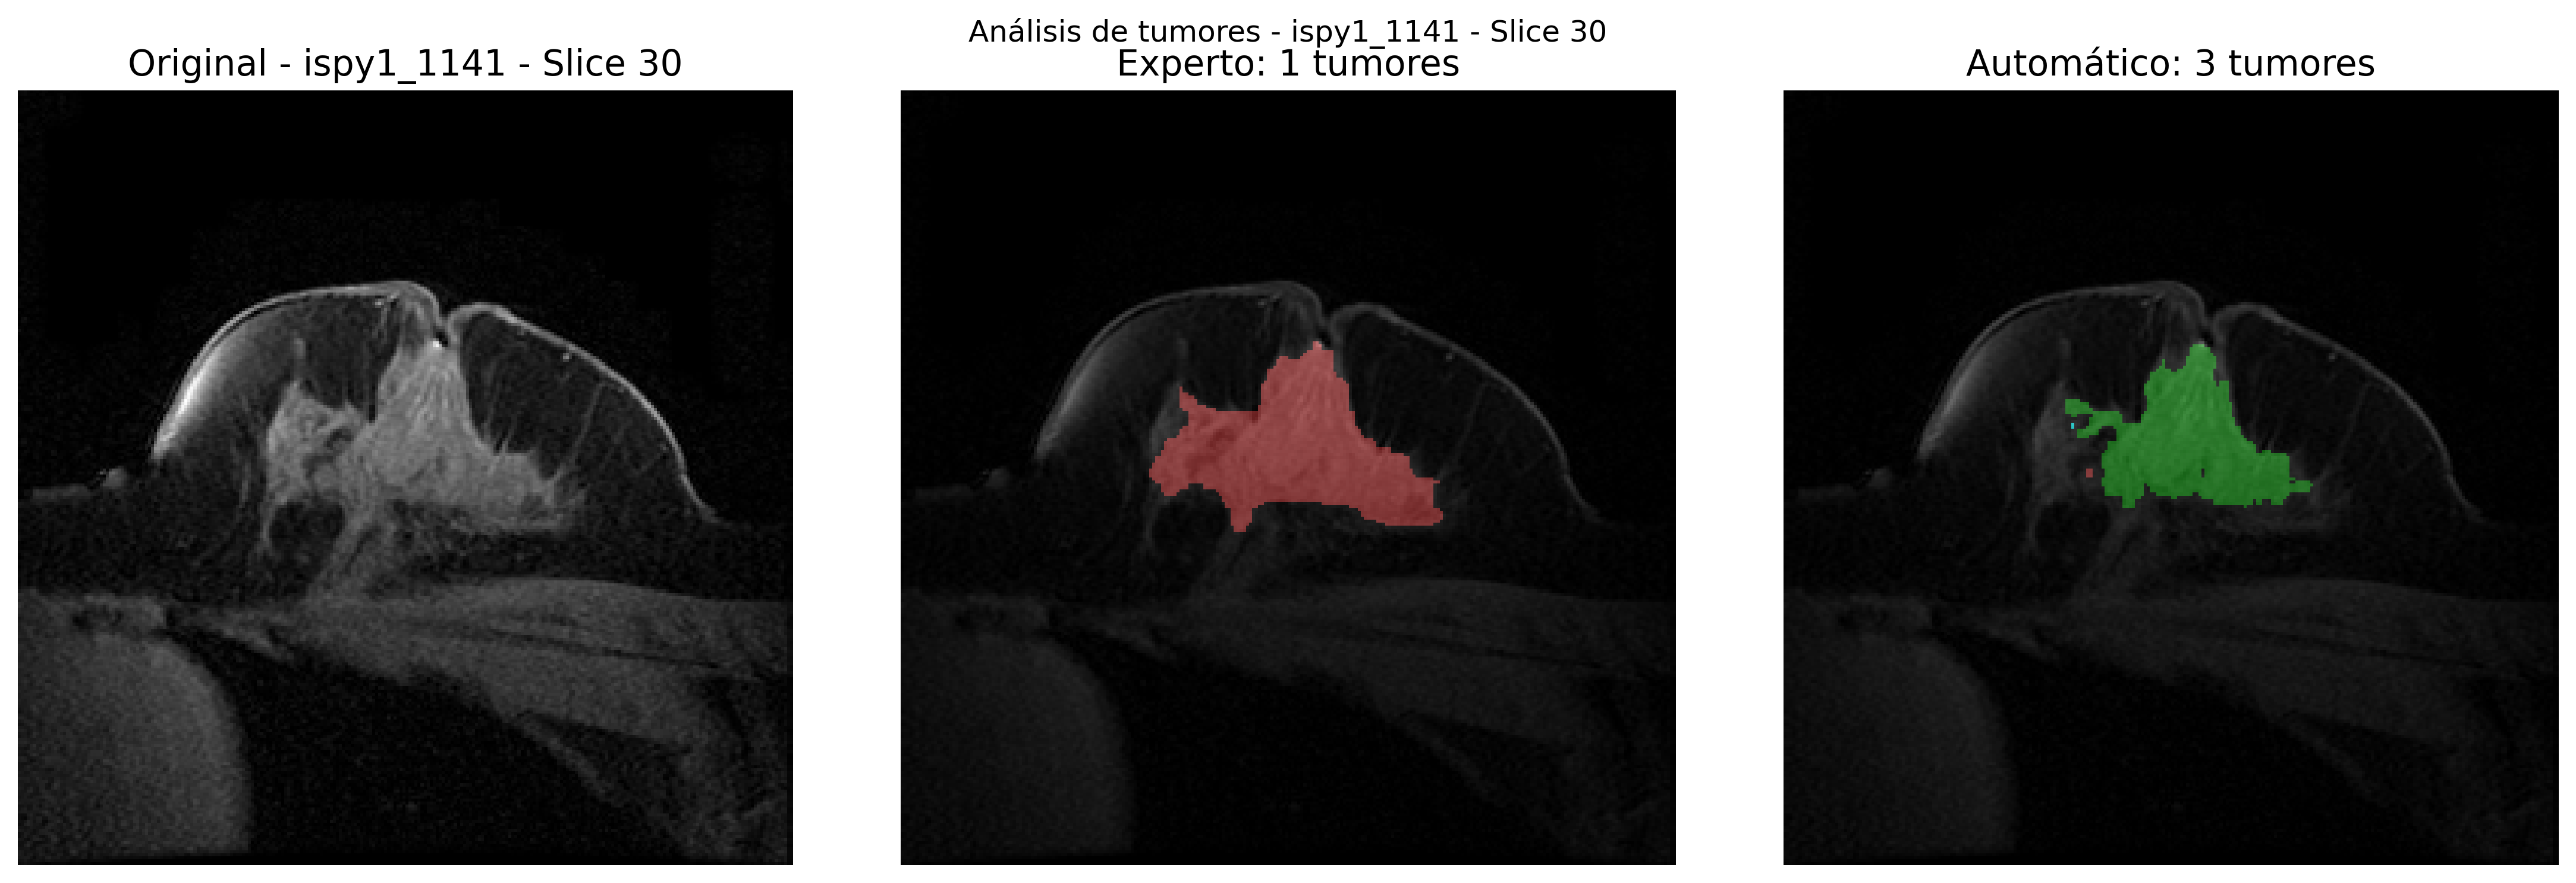 Análisis de tumores - ispy1_1141 - Slice 30
Original - ispy1_1141 - Slice 30
Experto: 1 tumores
Automático: 3 tumores